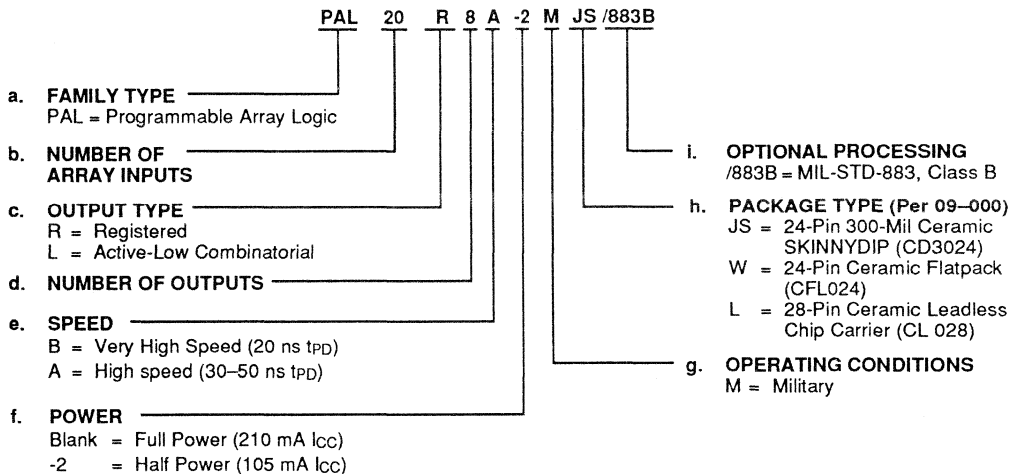 PAL 20 R 8 A -2 M JS /883B
a. FAMILY TYPE
PAL = Programmable Array Logic
b. NUMBER OF
ARRAY INPUTS
c. OUTPUT TYPE
R = Registered
L = Active-Low Combinatorial
d. NUMBER OF OUTPUTS
e. SPEED
B = Very High Speed (20 ns tPD)
A = High speed (30–50 ns tPD)
f. POWER
Blank = Full Power (210 mA ICC)
-2 = Half Power (105 mA ICC)
i. OPTIONAL PROCESSING
/883B = MIL-STD-883, Class B
h. PACKAGE TYPE (Per 09–000)
JS = 24-Pin 300-Mil Ceramic
SKINNYDIP (CD3024)
W = 24-Pin Ceramic Flatpack
(CFL024)
L = 28-Pin Ceramic Leadless
Chip Carrier (CL 028)
g. OPERATING CONDITIONS
M = Military